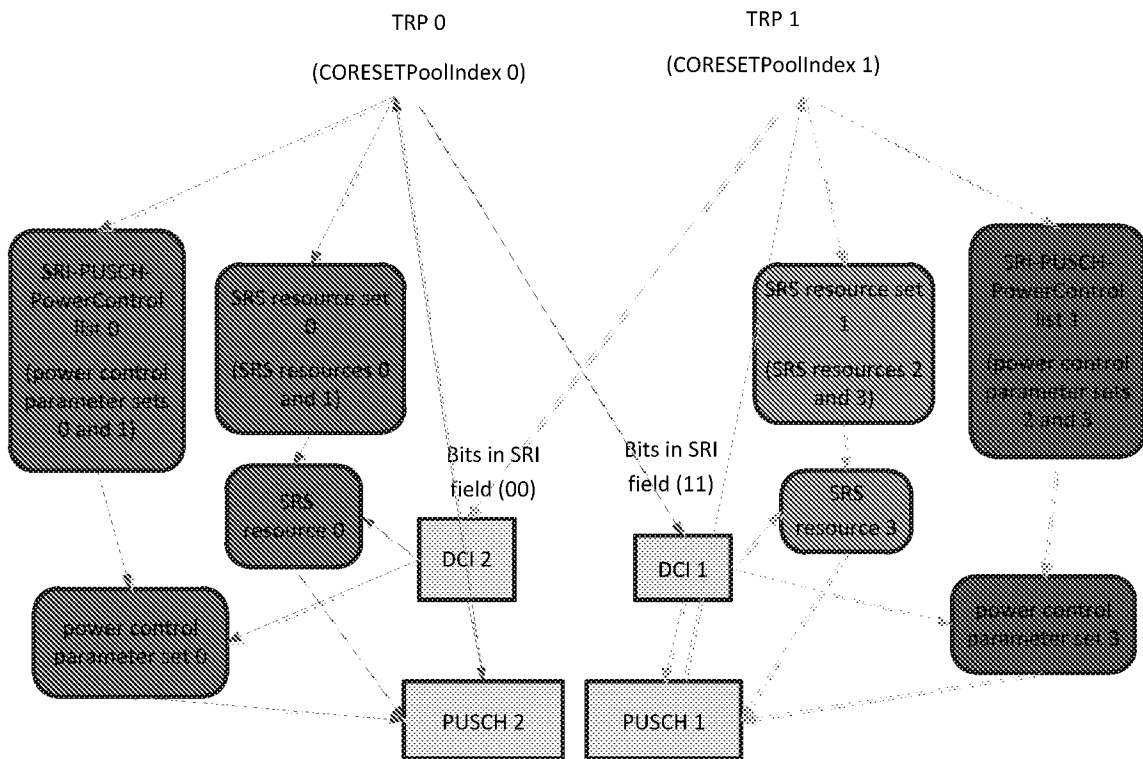 TRP 0
(CORESETPoolIndex 0)
TRP 1
(CORESETPoolIndex 1)
SRI-PUSCH-
PowerControl
list 0
(power control
parameter sets
0 and 1)
SRS resource set
0
(SRS resources 0
and 1)
SRS resource set
1
(SRS resources 2
and 3)
SRI-PUSCH-
PowerControl
list 1
(power control
parameter sets
2 and 3
Bits in SRI
field (00)
Bits in SRI
field (11)
SRS
resource 0
SRS
resource 3
DCI 2
DCI 1
power control
parameter set 0
power control
parameter set 3
PUSCH 2
PUSCH 1